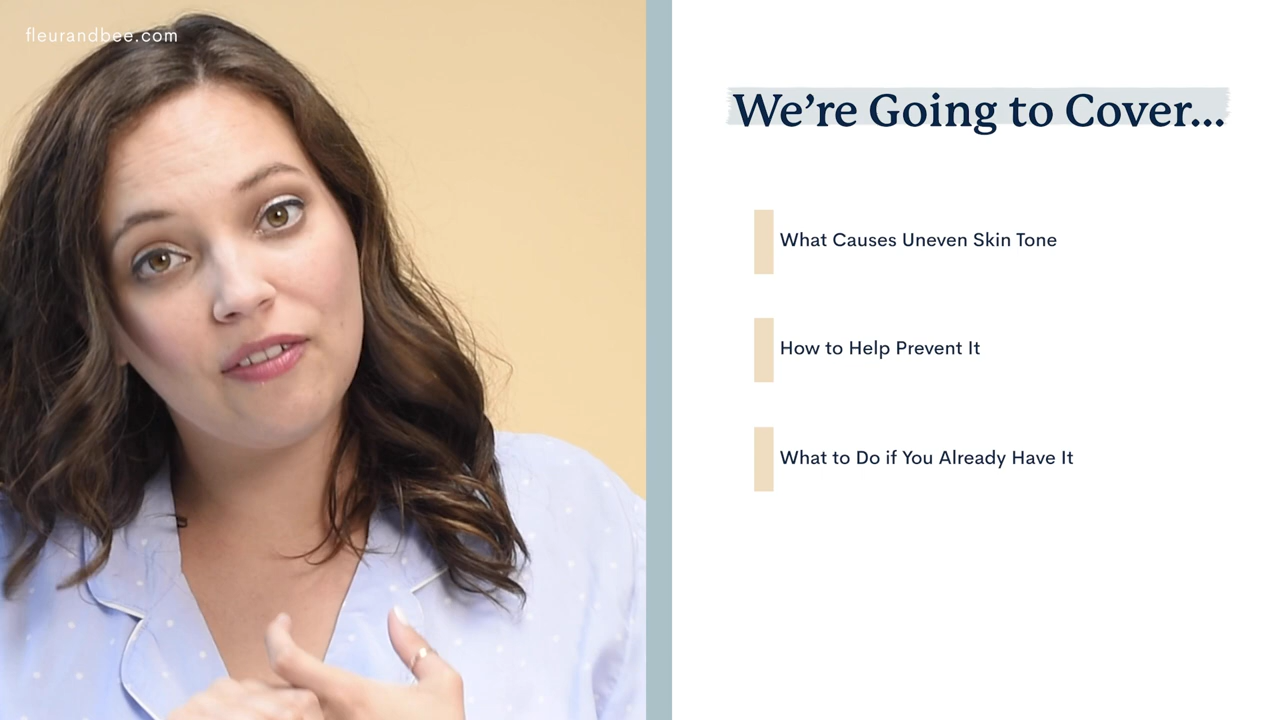 fleurandbee.com
We’re Going to Cover...
What Causes Uneven Skin Tone
How to Help Prevent It
What to Do if You Already Have It